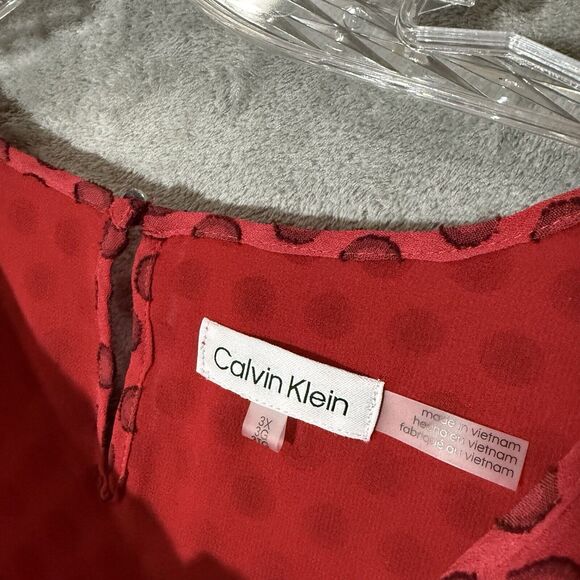 Calvin Klein
3X
made in vietnam
hecho en vietnam
fabriqué au vietnam